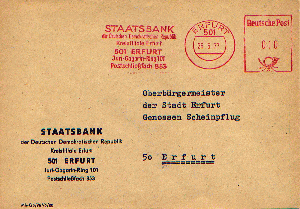 STAATSBANK
der Deutschen Demokratischen Republik
Kreisfiliale Erfurt
501 ERFURT
Juri-Gagarin-Ring 101
Postschließfach 853
ERFURT
501
Deutsche Post
Oberbürgermeister
der Stadt Erfurt
Genossen Scheinpflug
50 Erfurt
STAATSBANK
der Deutschen Demokratischen Republik
Kreisfiliale Erfurt
501 ERFURT
Juri-Gagarin-Ring 101
Postschließfach 853